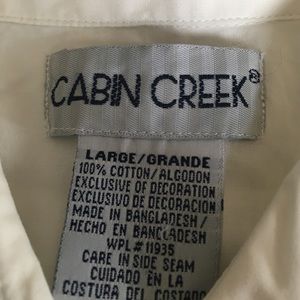 CABIN CREEK®
LARGE/GRANDE
100% COTTON/ALGODON
EXCLUSIVE OF DECORATION
EXCLUSIVO DE DECORACION
MADE IN BANGLADESH/
HECHO EN BANGLADESH
WPL # 11935
CARE IN SIDE SEAM
CUIDADO EN LA
COSTURA DEL COSTADO